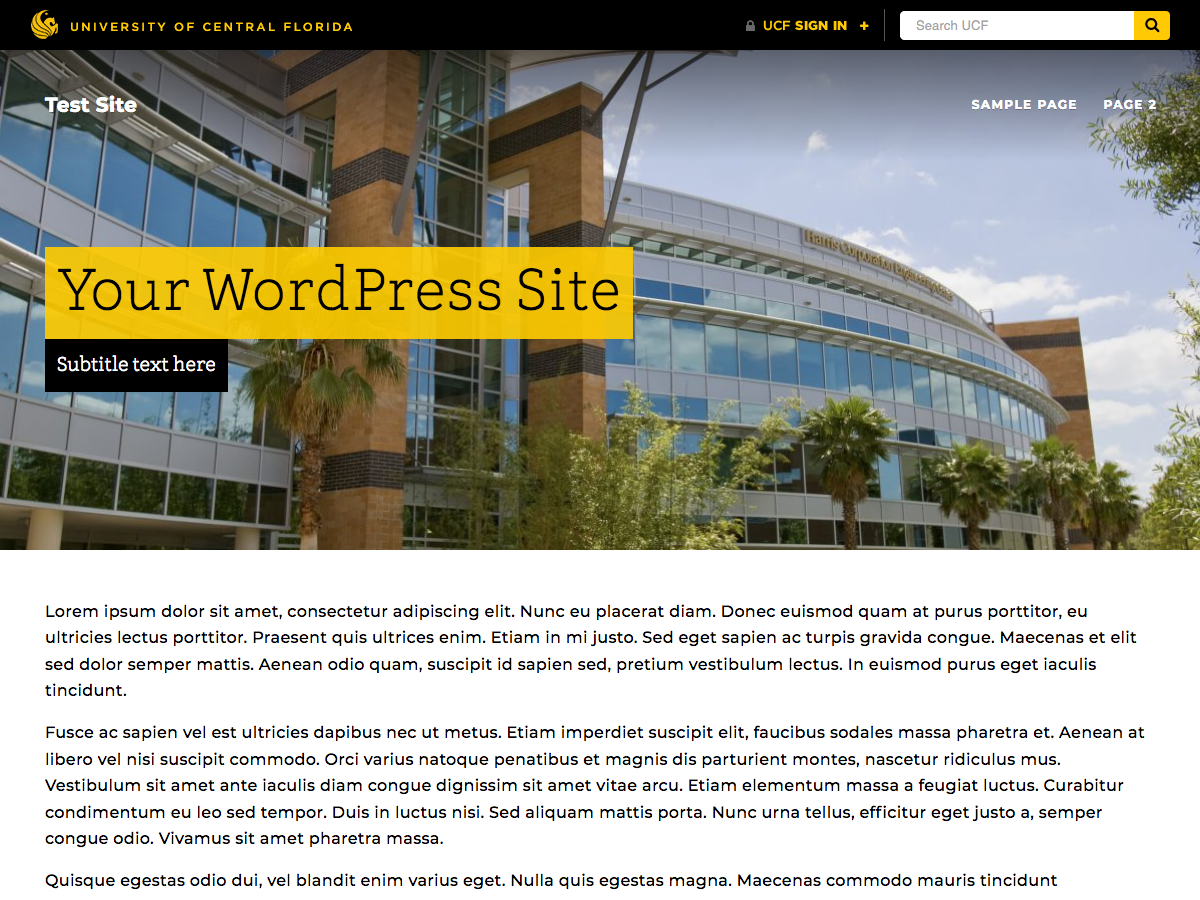 UNIVERSITY OF CENTRAL FLORIDA
UCF SIGN IN +
Search UCF
Test Site
SAMPLE PAGE
PAGE 2
Harris Corporation Engineering Center
Your WordPress Site
Subtitle text here
Lorem ipsum dolor sit amet, consectetur adipiscing elit. Nunc eu placerat diam. Donec euismod quam at purus porttitor, eu
ultricies lectus porttitor. Praesent quis ultrices enim. Etiam in mi justo. Sed eget sapien ac turpis gravida congue. Maecenas et elit
sed dolor semper mattis. Aenean odio quam, suscipit id sapien sed, pretium vestibulum lectus. In euismod purus eget iaculis
tincidunt.
Fusce ac sapien vel est ultricies dapibus nec ut metus. Etiam imperdiet suscipit elit, faucibus sodales massa pharetra et. Aenean at
libero vel nisi suscipit commodo. Orci varius natoque penatibus et magnis dis parturient montes, nascetur ridiculus mus.
Vestibulum sit amet ante iaculis diam congue dignissim sit amet vitae arcu. Etiam elementum massa a feugiat luctus. Curabitur
condimentum eu leo sed tempor. Duis in luctus nisi. Sed aliquam mattis porta. Nunc urna tellus, efficitur eget justo a, semper
congue odio. Vivamus sit amet pharetra massa.
Quisque egestas odio dui, vel blandit enim varius eget. Nulla quis egestas magna. Maecenas commodo mauris tincidunt